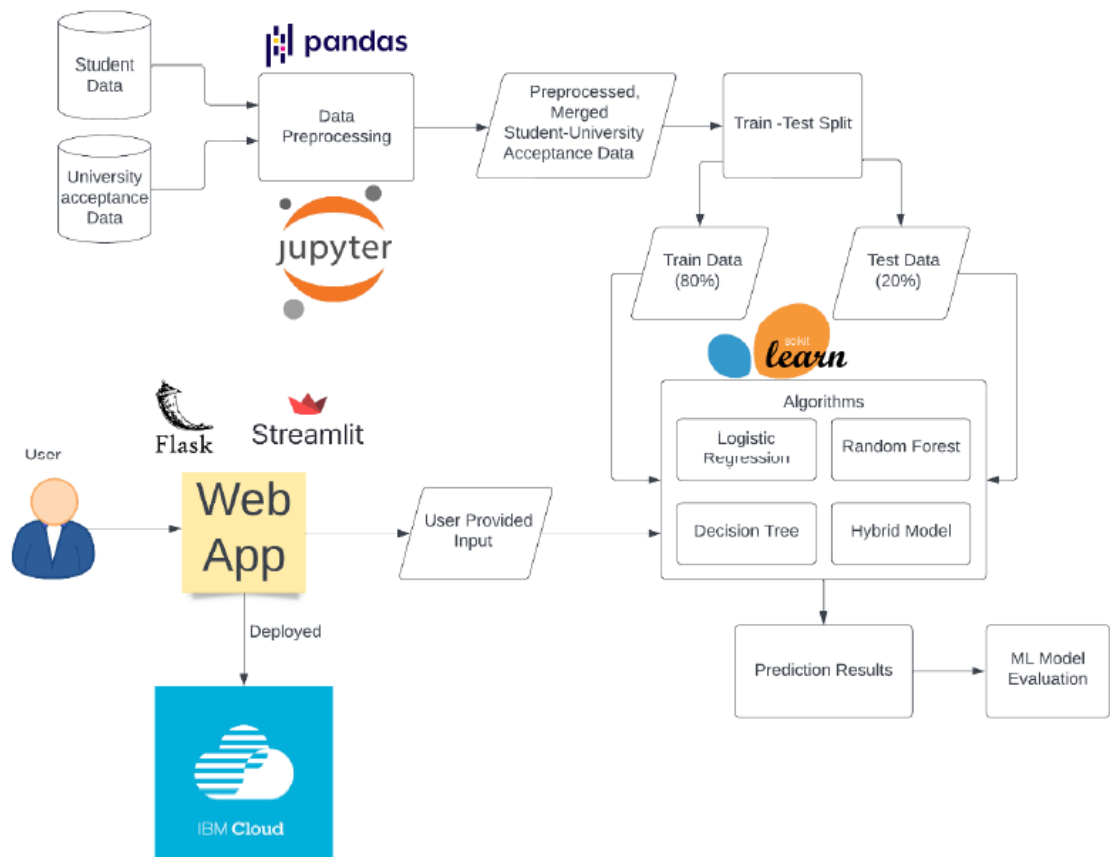 pandas
Student
Data
Data
Preprocessing
Preprocessed,
Merged
Student-University
Acceptance Data
Train -Test Split
University
acceptance
Data
jupyter
Train Data
(80%)
Test Data
(20%)
scikit
learn
Algorithms
Logistic
Regression
Random Forest
Decision Tree
Hybrid Model
Flask
Streamlit
User
Web
App
User Provided
Input
Deployed
Prediction Results
ML Model
Evaluation
IBM Cloud